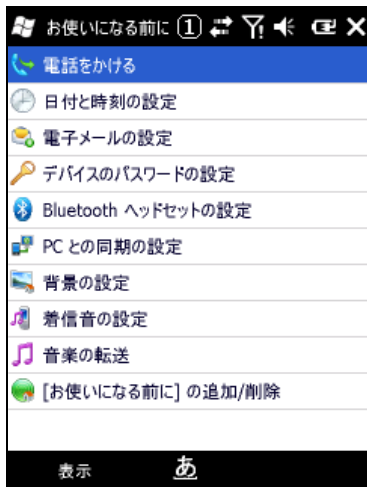 お使いになる前に 1
電話をかける
日付と時刻の設定
電子メールの設定
デバイスのパスワードの設定
Bluetooth ヘッドセットの設定
PC との同期の設定
背景の設定
着信音の設定
音楽の転送
[お使いになる前に] の追加/削除
表示 あ